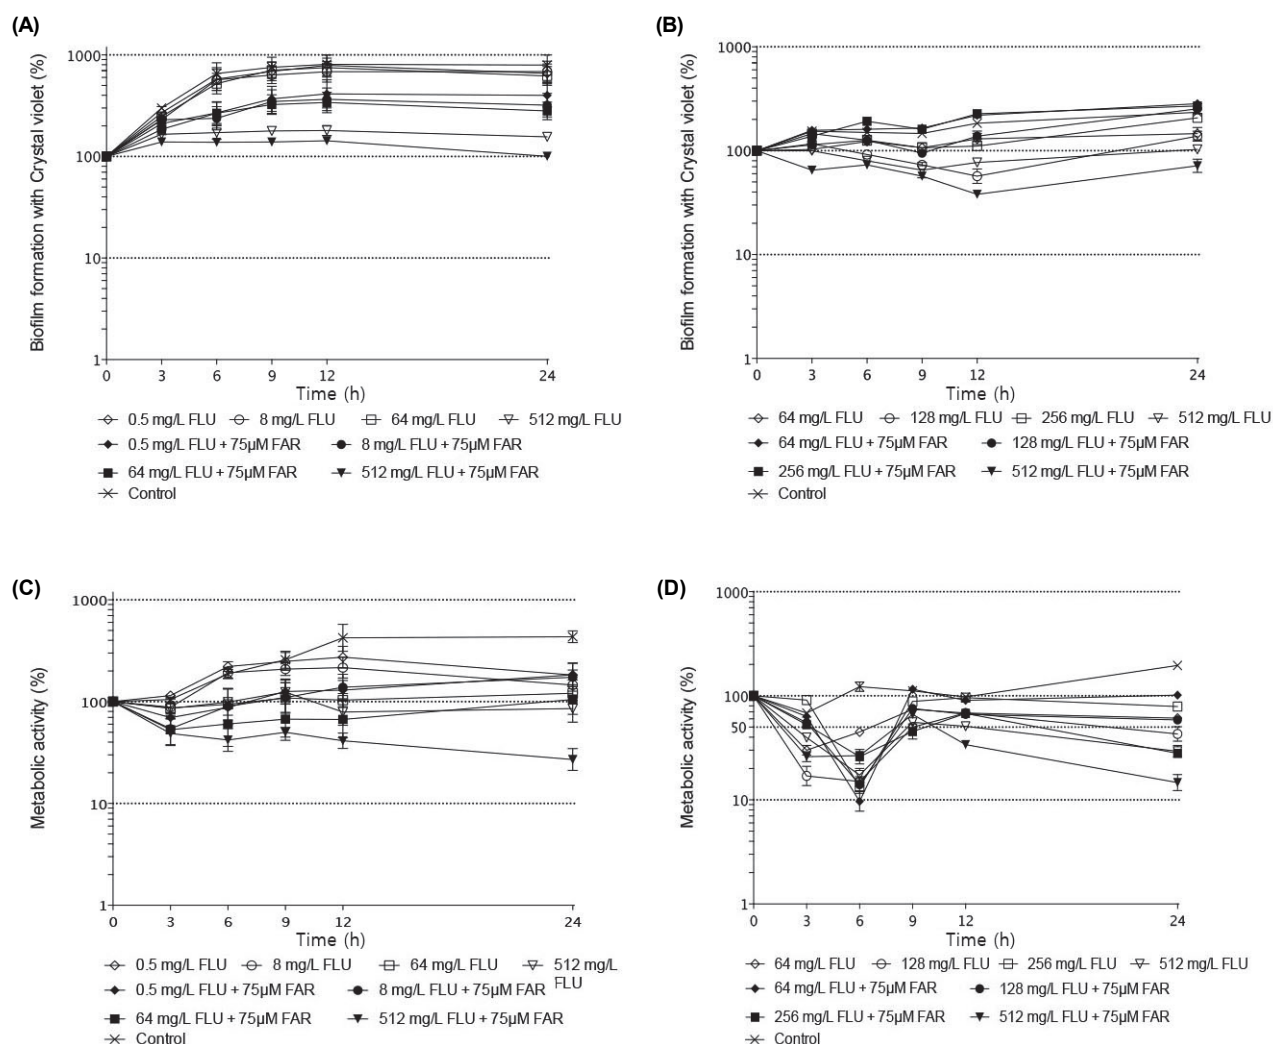 (A)
Biofilm formation with Crystal violet (%)
1000
100
10
1
0 3 6 9 12 24
Time (h)
0.5 mg/L FLU 8 mg/L FLU 64 mg/L FLU 512 mg/L FLU
0.5 mg/L FLU + 75µM FAR 8 mg/L FLU + 75µM FAR
64 mg/L FLU + 75µM FAR 512 mg/L FLU + 75µM FAR
Control
(B)
Biofilm formation with Crystal violet (%)
1000
100
10
1
0 3 6 9 12 24
Time (h)
64 mg/L FLU 128 mg/L FLU 256 mg/L FLU 512 mg/L FLU
64 mg/L FLU + 75µM FAR 128 mg/L FLU + 75µM FAR
256 mg/L FLU + 75µM FAR 512 mg/L FLU + 75µM FAR
Control
(C)
Metabolic activity (%)
1000
100
10
1
0 3 6 9 12 24
Time (h)
0.5 mg/L FLU 8 mg/L FLU 64 mg/L FLU 512 mg/L
FLU
0.5 mg/L FLU + 75µM FAR 8 mg/L FLU + 75µM FAR
64 mg/L FLU + 75µM FAR 512 mg/L FLU + 75µM FAR
Control
(D)
Metabolic activity (%)
1000
100
50
10
1
0 3 6 9 12 24
Time (h)
64 mg/L FLU 128 mg/L FLU 256 mg/L FLU 512 mg/L FLU
64 mg/L FLU + 75µM FAR 128 mg/L FLU + 75µM FAR
256 mg/L FLU + 75µM FAR 512 mg/L FLU + 75µM FAR
Control